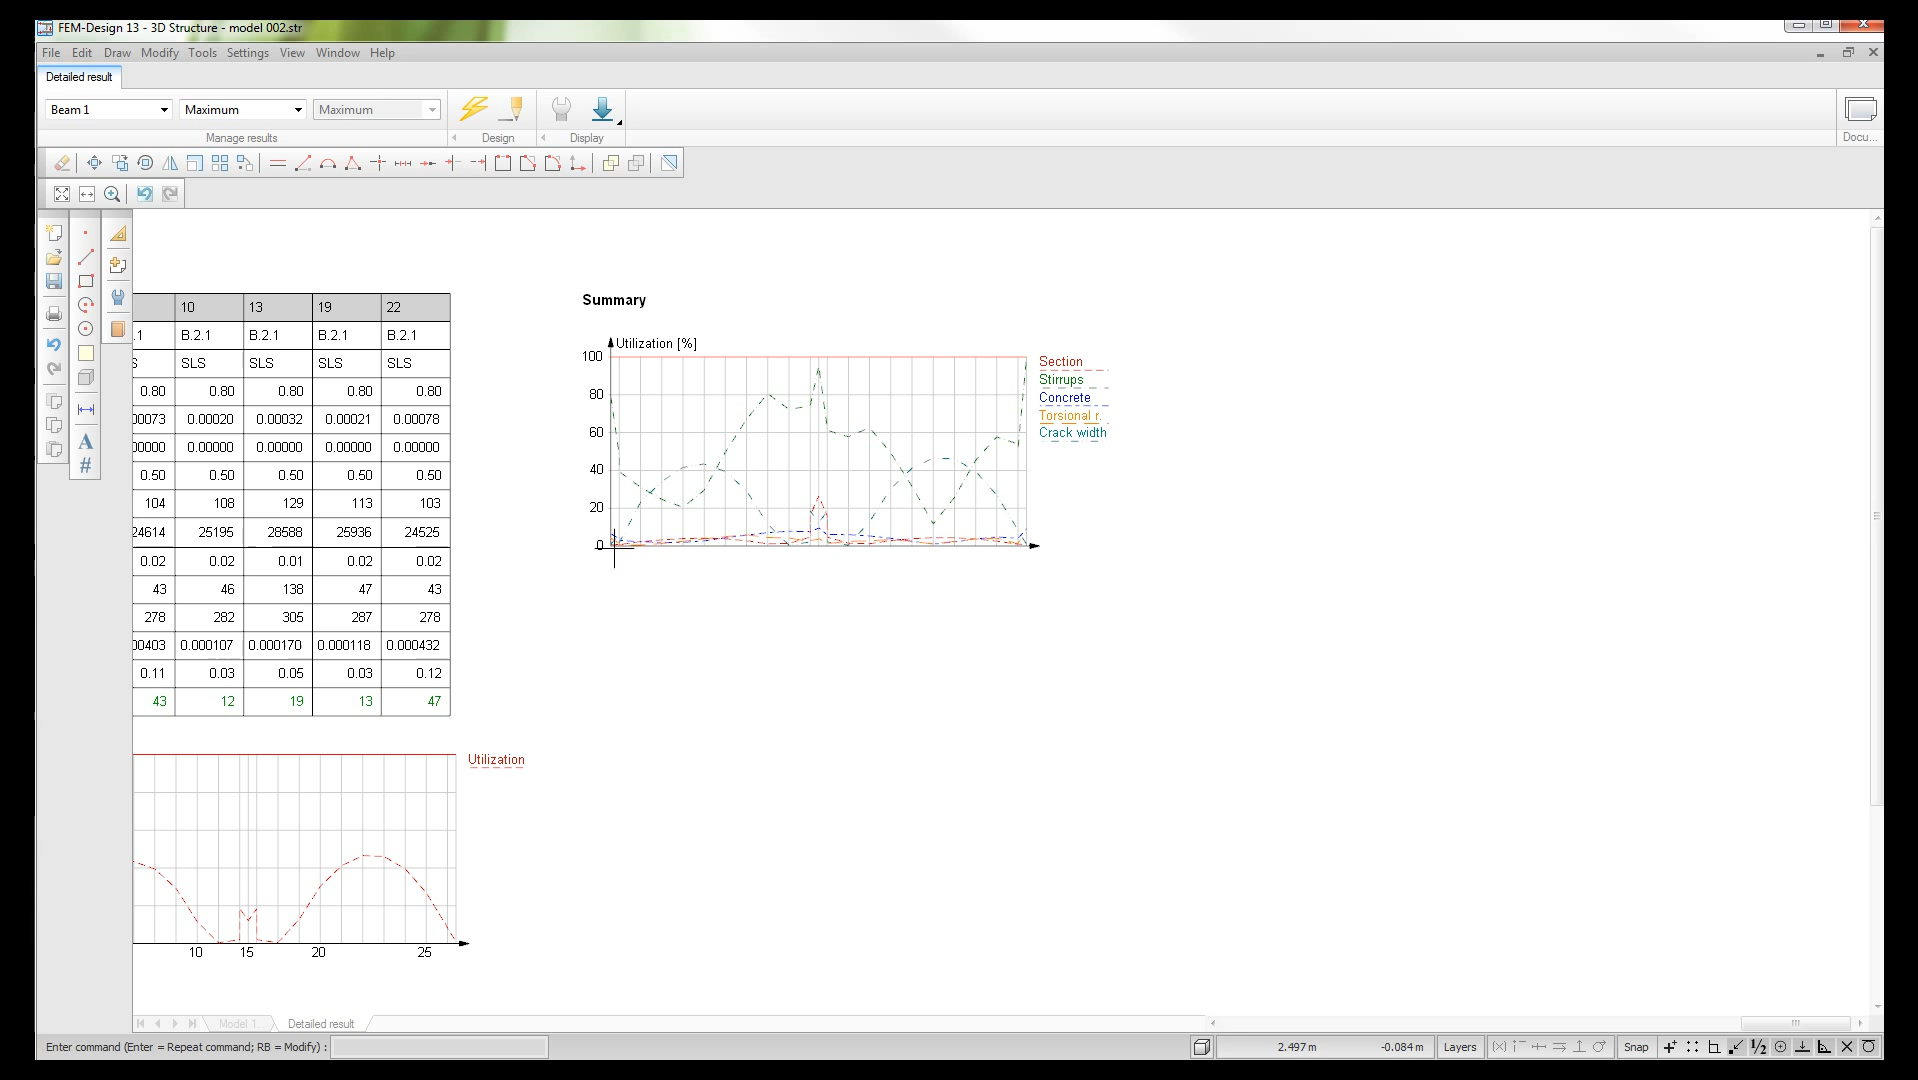 FEM-Design 13 - 3D Structure - model 002.str
File Edit Draw Modify Tools Settings View Window Help
Detailed result
Beam 1 Maximum Maximum
Manage results Design Display Docu...
10 13 19 22
.1 B.2.1 B.2.1 B.2.1 B.2.1
S SLS SLS SLS SLS
0.80 0.80 0.80 0.80 0.80
00073 0.00020 0.00032 0.00021 0.00078
00000 0.00000 0.00000 0.00000 0.00000
0.50 0.50 0.50 0.50 0.50
104 108 129 113 103
24614 25195 28588 25936 24525
0.02 0.02 0.01 0.02 0.02
43 46 138 47 43
278 282 305 287 278
00403 0.000107 0.000170 0.000118 0.000432
0.11 0.03 0.05 0.03 0.12
43 12 19 13 47
Summary
Utilization [%]
100
80
60
40
20
0
Section
Stirrups
Concrete
Torsional r.
Crack width
Utilization
10 15 20 25
Model 1 Detailed result
Enter command (Enter = Repeat command; RB = Modify) : 2.497 m -0.084 m Layers Snap 1/2